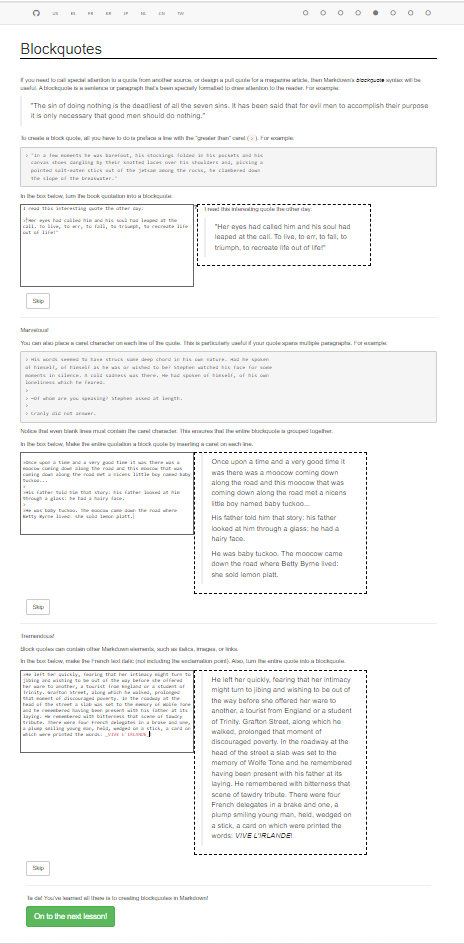 US ES FR KR JP NL CN TW
Blockquotes
If you need to call special attention to a quote from another source, or design a pull quote for a magazine article, then Markdown's blockquote syntax will be
useful. A blockquote is a sentence or paragraph that's been specially formatted to draw attention to the reader. For example:
"The sin of doing nothing is the deadliest of all the seven sins. It has been said that for evil men to accomplish their purpose
it is only necessary that good men should do nothing."
To create a block quote, all you have to do is preface a line with the "greater than" caret (>). For example:
> "In a few moments he was barefoot, his stockings folded in his pockets and his
canvas shoes dangling by their knotted laces over his shoulders and, picking a
pointed salt-eaten stick out of the jetsam among the rocks, he clambered down
the slope of the breakwater."
In the box below, turn the book quotation into a blockquote:
I read this interesting quote the other day:
>"Her eyes had called him and his soul had leaped at the
call. To live, to err, to fall, to triumph, to recreate life
out of life!"
I read this interesting quote the other day:
"Her eyes had called him and his soul had
leaped at the call. To live, to err, to fall, to
triumph, to recreate life out of life!"
Skip
Marvelous!
You can also place a caret character on each line of the quote. This is particularly useful if your quote spans multiple paragraphs. For example:
> His words seemed to have struck some deep chord in his own nature. Had he spoken
of himself, of himself as he was or wished to be? Stephen watched his face for some
moments in silence. A cold sadness was there. He had spoken of himself, of his own
loneliness which he feared.
>
> —Of whom are you speaking? Stephen asked at length.
>
> Cranly did not answer.
Notice that even blank lines must contain the caret character. This ensures that the entire blockquote is grouped together.
In the box below, Make the entire quotation a block quote by inserting a caret on each line.
>Once upon a time and a very good time it was there was a
moocow coming down along the road and this moocow that was
coming down along the road met a nicens little boy named baby
tuckoo...
>
>His father told him that story: his father looked at him
through a glass: he had a hairy face.
>
>He was baby tuckoo. The moocow came down the road where
Betty Byrne lived: she sold lemon platt.
Once upon a time and a very good time it
was there was a moocow coming down
along the road and this moocow that was
coming down along the road met a nicens
little boy named baby tuckoo...
His father told him that story: his father
looked at him through a glass: he had a
hairy face.
He was baby tuckoo. The moocow came
down the road where Betty Byrne lived:
she sold lemon platt.
Skip
Tremendous!
Block quotes can contain other Markdown elements, such as italics, images, or links.
In the box below, make the French text italic (not including the exclamation point). Also, turn the entire quote into a blockquote.
>He left her quickly, fearing that her intimacy might turn to
jibing and wishing to be out of the way before she offered
her ware to another, a tourist from England or a student of
Trinity. Grafton Street, along which he walked, prolonged
that moment of discouraged poverty. In the roadway at the
head of the street a slab was set to the memory of Wolfe Tone
and he remembered having been present with his father at its
laying. He remembered with bitterness that scene of tawdry
tribute. There were four French delegates in a brake and one,
a plump smiling young man, held, wedged on a stick, a card on
which were printed the words: _VIVE L'IRLANDE_
He left her quickly, fearing that her intimacy
might turn to jibing and wishing to be out of
the way before she offered her ware to
another, a tourist from England or a student
of Trinity. Grafton Street, along which he
walked, prolonged that moment of
discouraged poverty. In the roadway at the
head of the street a slab was set to the
memory of Wolfe Tone and he remembered
having been present with his father at its
laying. He remembered with bitterness that
scene of tawdry tribute. There were four
French delegates in a brake and one, a
plump smiling young man, held, wedged on
a stick, a card on which were printed the
words: VIVE L'IRLANDE!
Skip
Ta da! You've learned all there is to creating blockquotes in Markdown!
On to the next lesson!